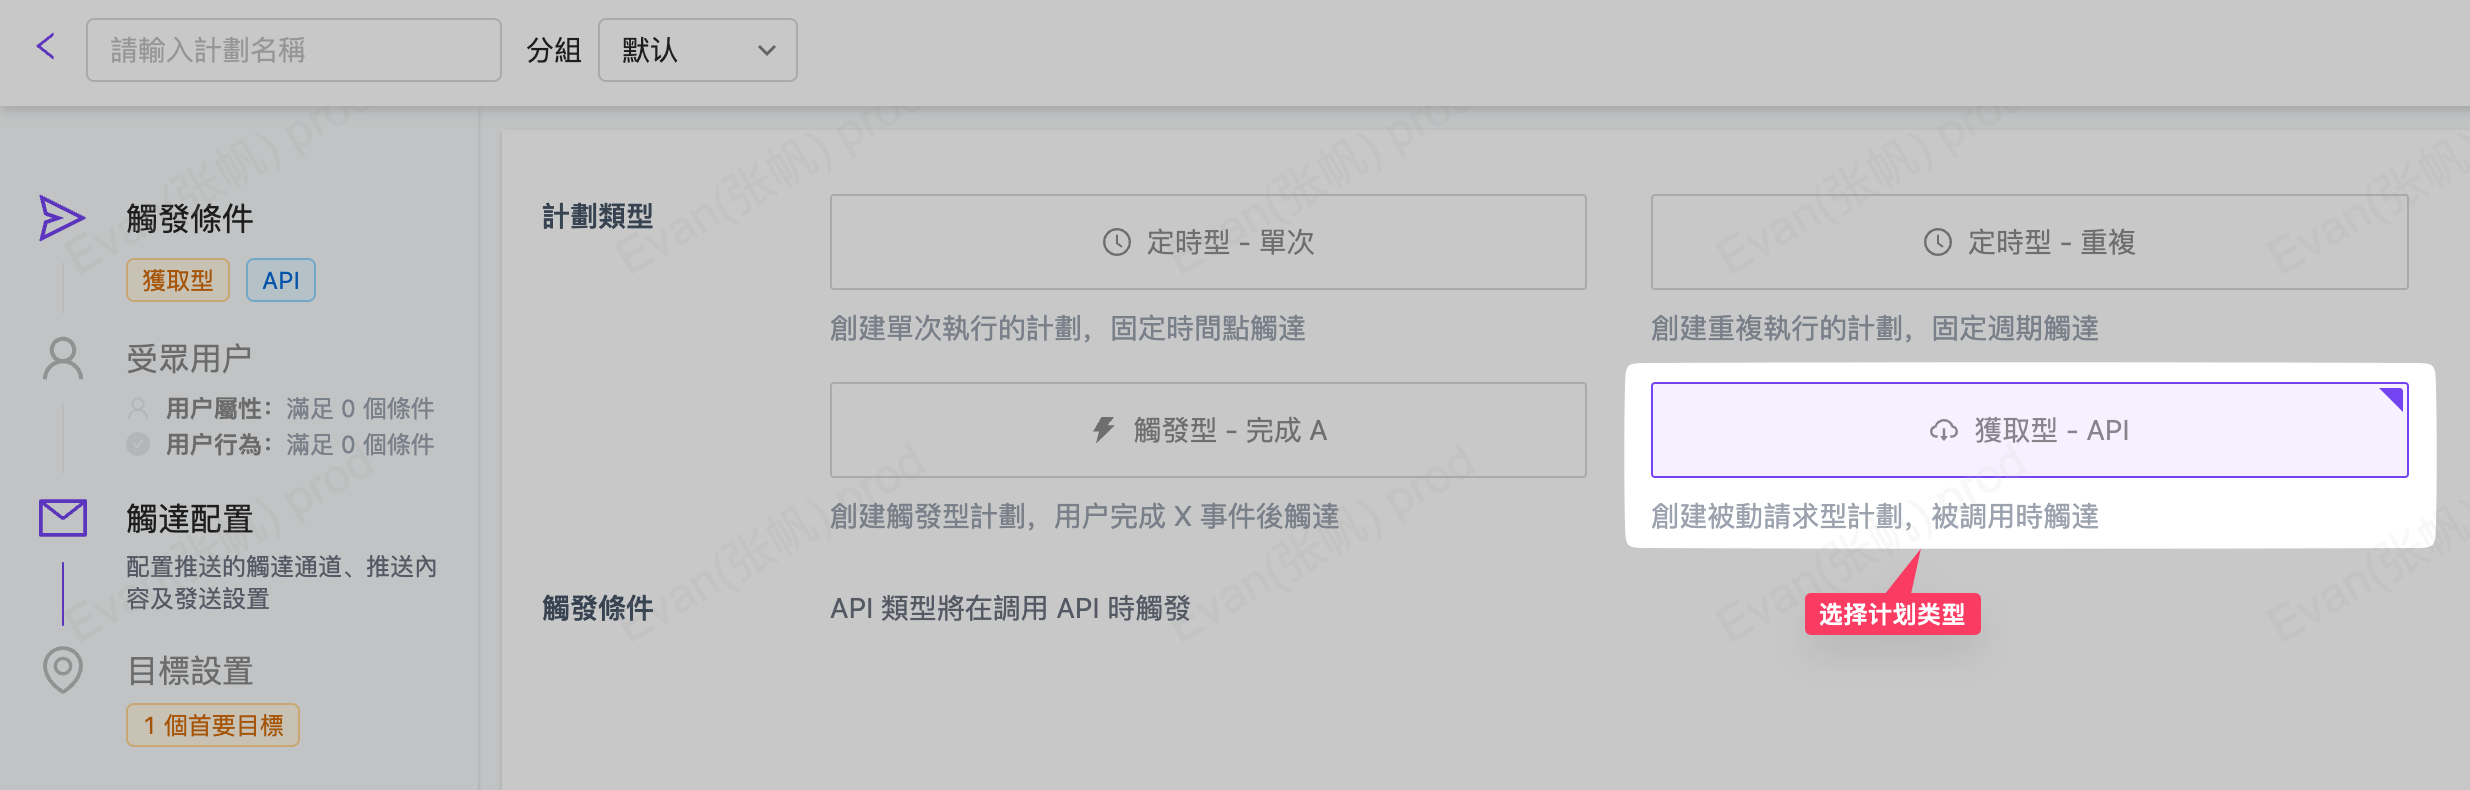 請輸入計劃名稱
分組
默认
觸發條件
獲取型
API
受眾用户
用户屬性：滿足 0 個條件
用户行為：滿足 0 個條件
觸達配置
配置推送的觸達通道、推送內
容及發送設置
目標設置
1 個首要目標
計劃類型
定時型 - 單次
創建單次執行的計劃，固定時間點觸達
定時型 - 重複
創建重複執行的計劃，固定週期觸達
觸發型 - 完成 A
創建觸發型計劃，用户完成 X 事件後觸達
獲取型 - API
創建被動請求型計劃，被調用時觸達
觸發條件
API 類型將在調用 API 時觸發
选择计划类型
Evan(张帆) prod